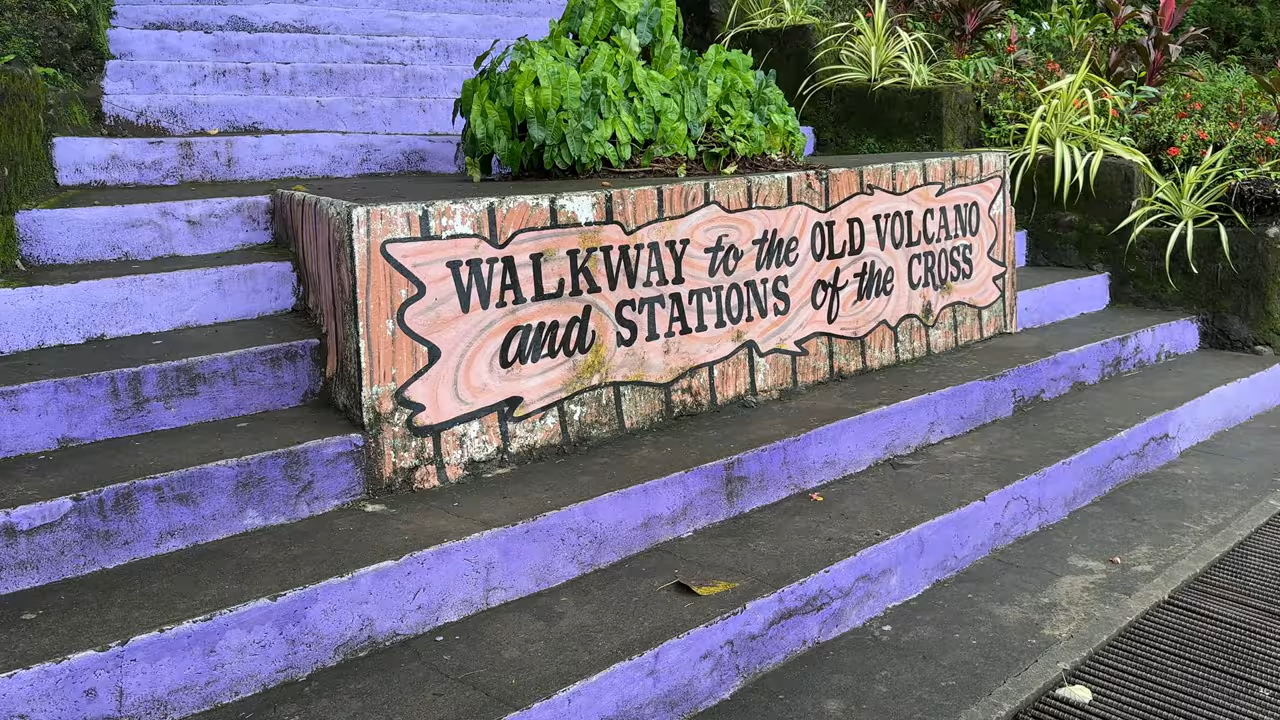 WALKWAY to the OLD VOLCANO
and STATIONS of the CROSS